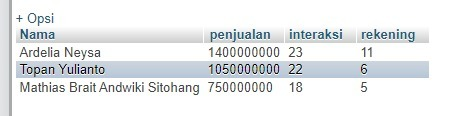 + Opsi
Nama penjualan interaksi rekening
Ardelia Neysa 1400000000 23 11
Topan Yulianto 1050000000 22 6
Mathias Brait Andwiki Sitohang 750000000 18 5